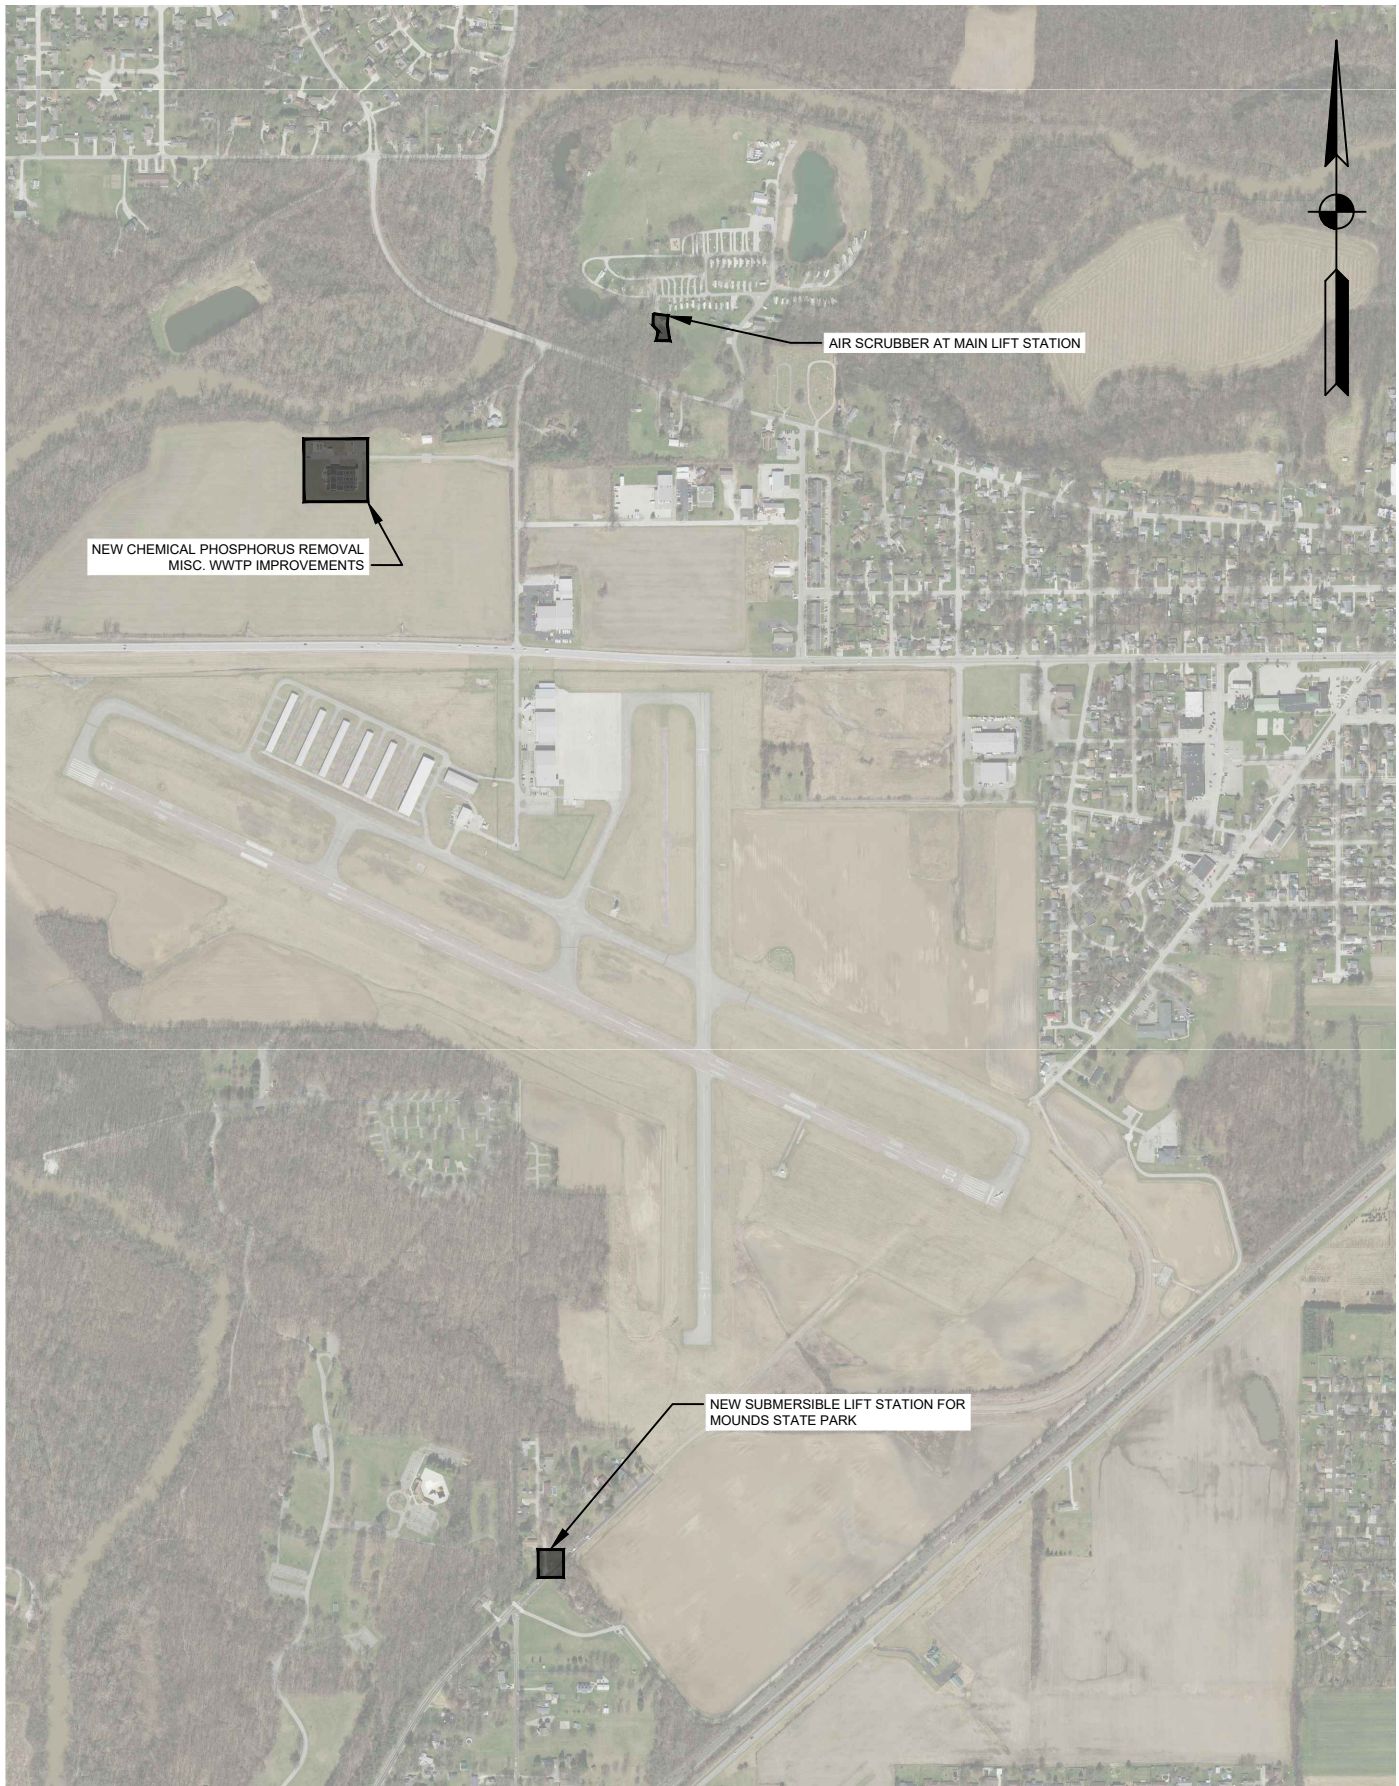 AIR SCRUBBER AT MAIN LIFT STATION
NEW CHEMICAL PHOSPHORUS REMOVAL
MISC. WWTP IMPROVEMENTS
NEW SUBMERSIBLE LIFT STATION FOR
MOUNDS STATE PARK